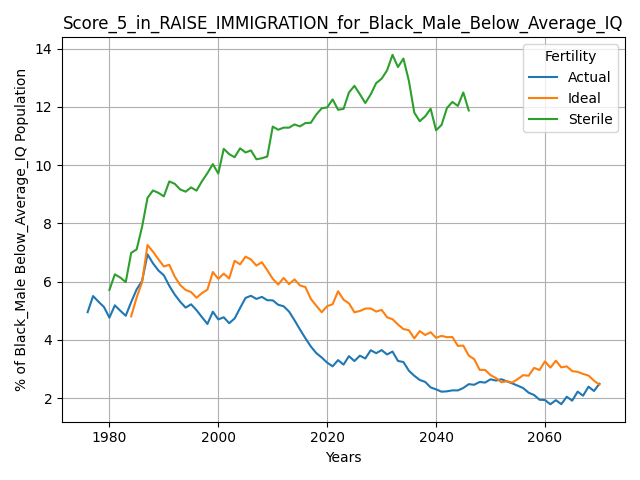 Score_5_in_RAISE_IMMIGRATION_for_Black_Male_Below_Average_IQ
% of Black_Male Below_Average_IQ Population
14
12
10
8
6
4
2
Fertility
Actual
Ideal
Sterile
1980
2000
2020
2040
2060
Years